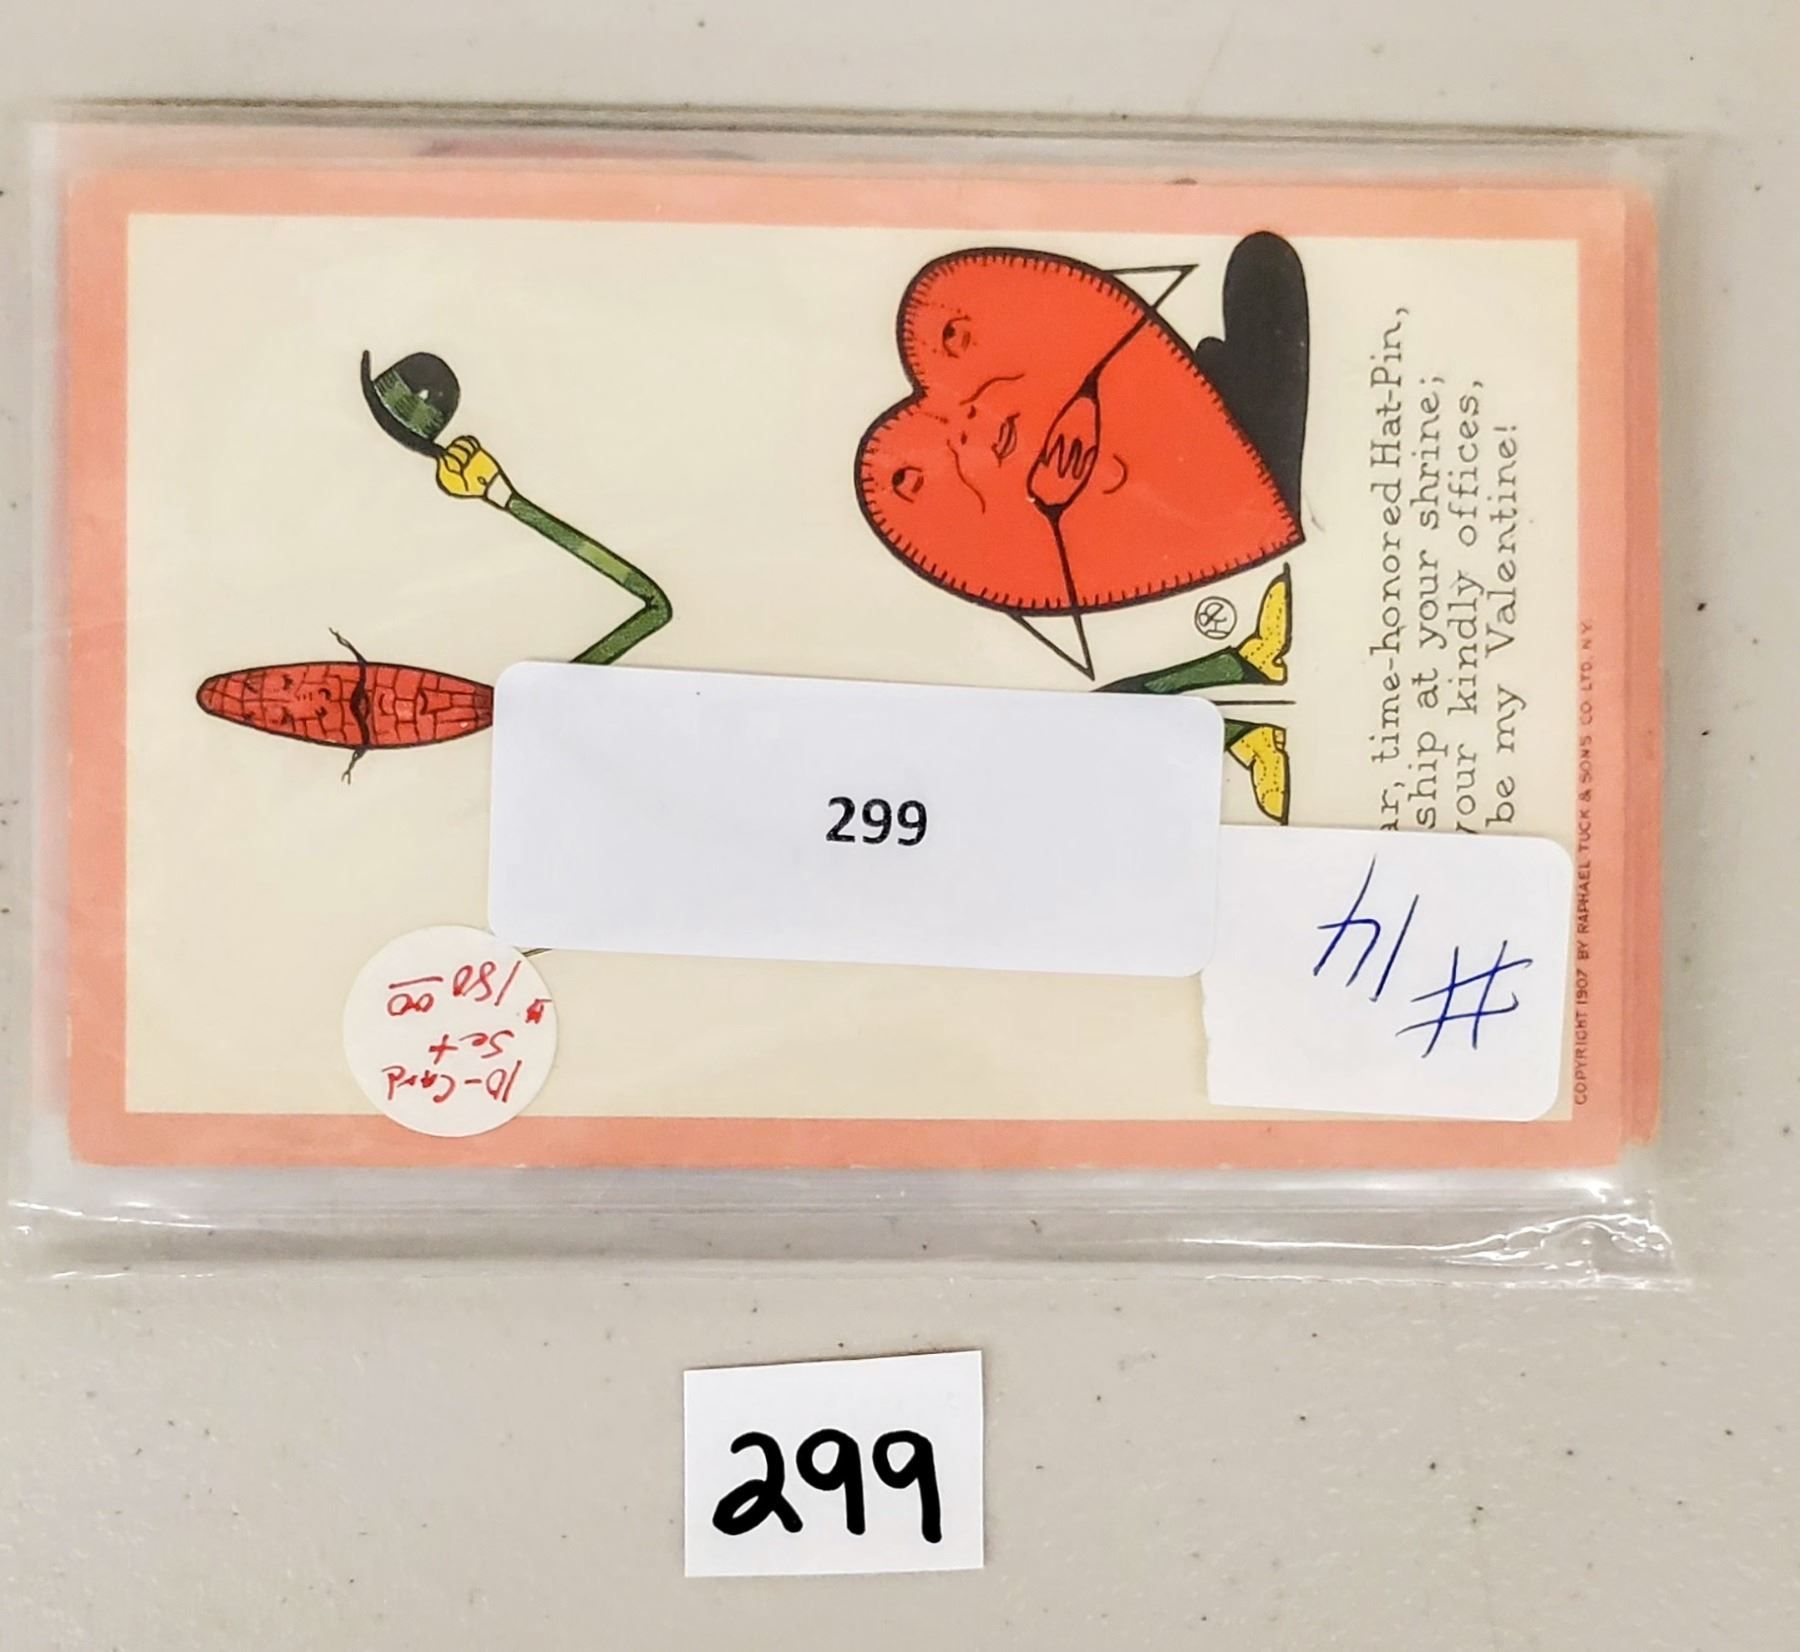 ar, time-honored Hat-Pin,
ship at your shrine;
your kindly offices,
be my Valentine!
COPYRIGHT 1907 BY RAPHAEL TUCK & SONS CO. LTD. N.Y.
299
# 14
10-Card
Set
$180.00
299